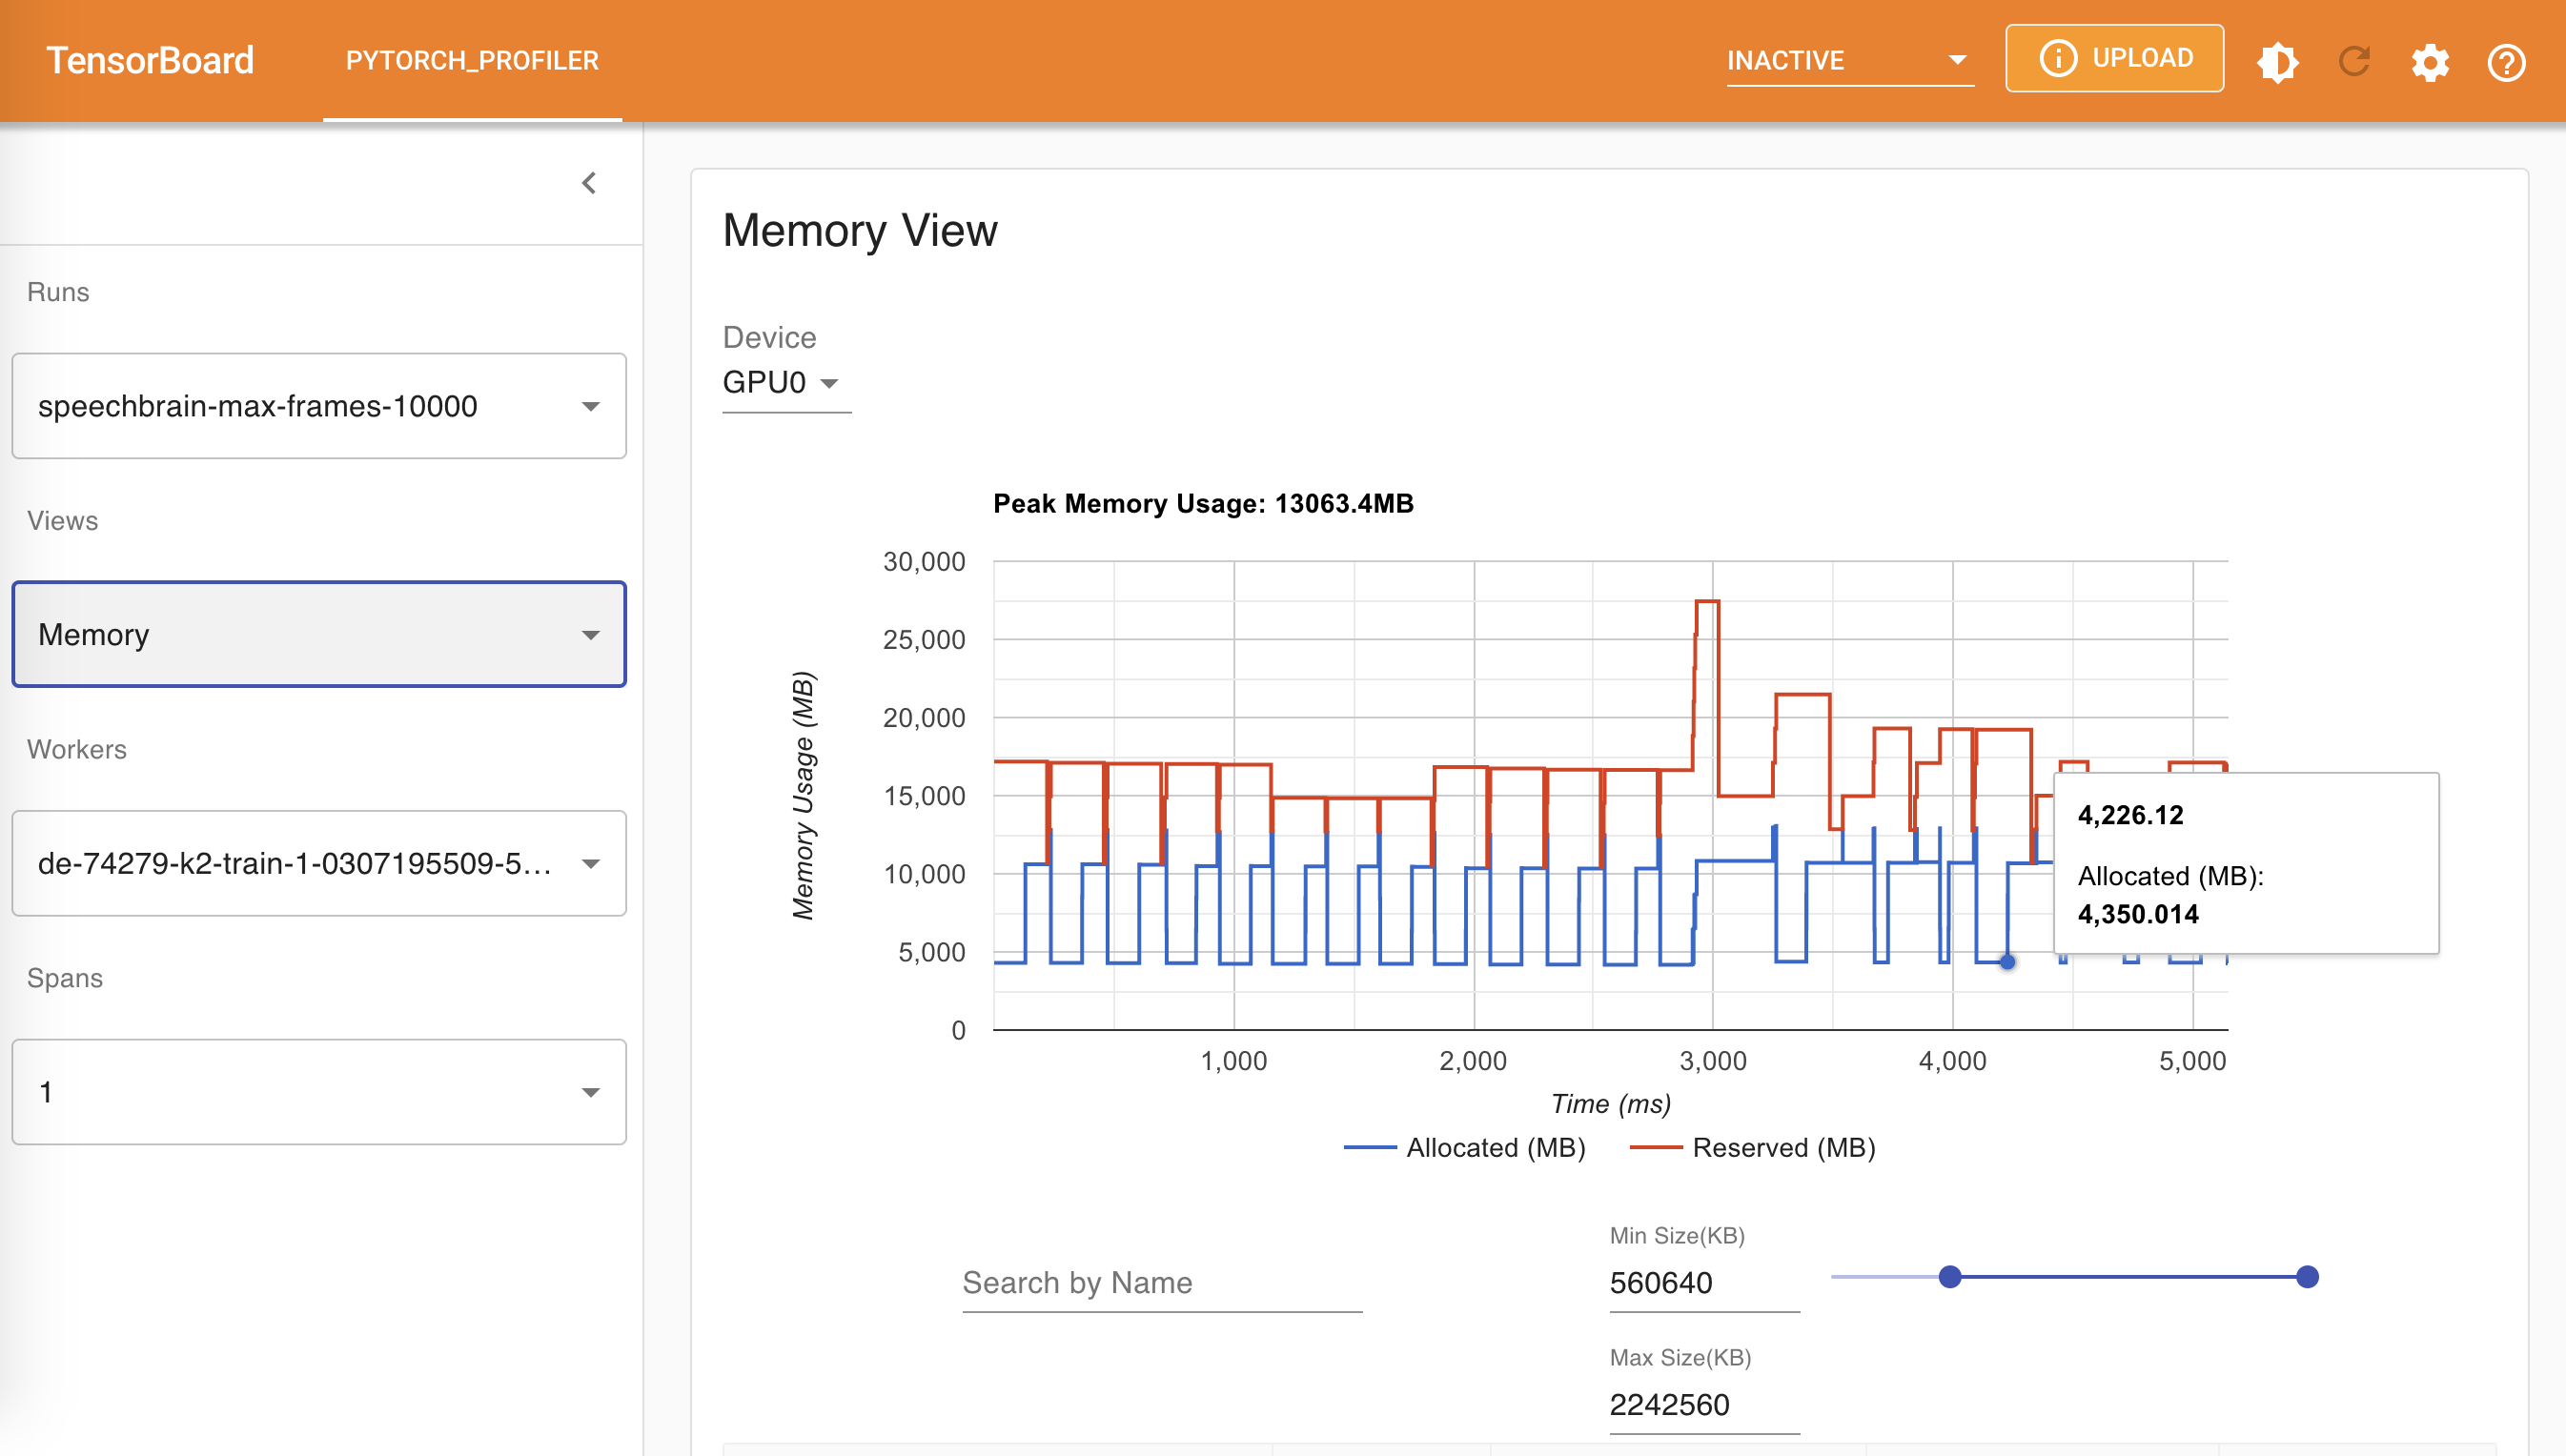 TensorBoard
PYTORCH_PROFILER
INACTIVE
UPLOAD
Runs
speechbrain-max-frames-10000
Views
Memory
Workers
de-74279-k2-train-1-0307195509-5...
Spans
1
Memory View
Device
GPU0
Peak Memory Usage: 13063.4MB
Memory Usage (MB)
30,000
25,000
20,000
15,000
10,000
5,000
0
4,226.12
Allocated (MB):
4,350.014
1,000 2,000 3,000 4,000 5,000
Time (ms)
Allocated (MB) Reserved (MB)
Search by Name
Min Size(KB)
560640
Max Size(KB)
2242560